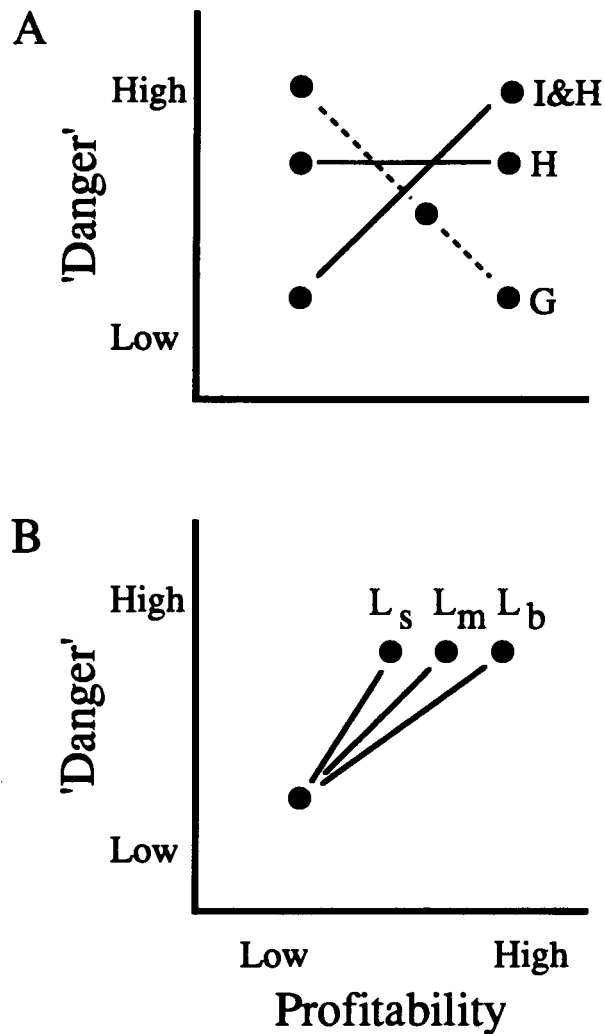 A
High
'Danger'
Low
I&H
H
G
B
High
'Danger'
Low
L s L m L b
Low High
Profitability